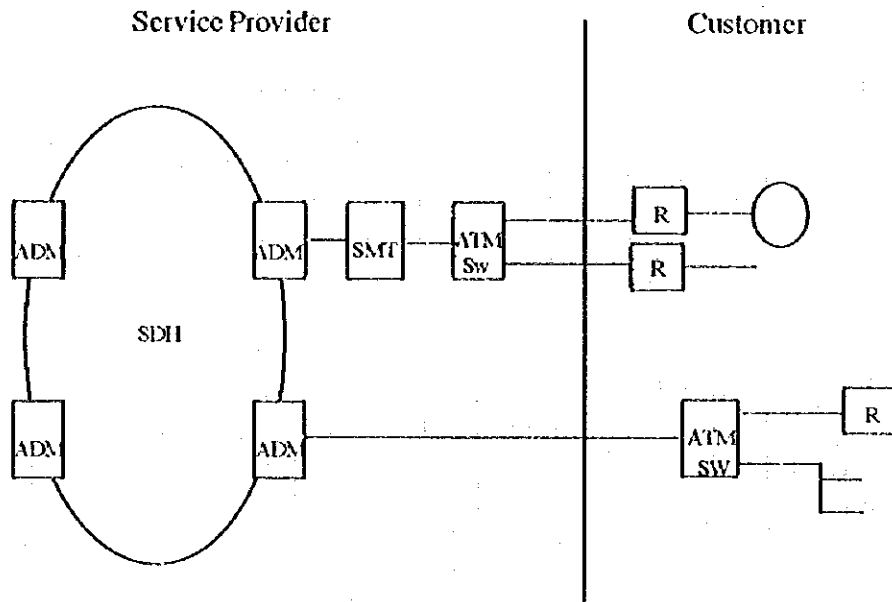 Service Provider
Customer
ADM
ADM
SMT
ATM
Sw
R
R
SDH
ADM
ADM
ATM
SW
R